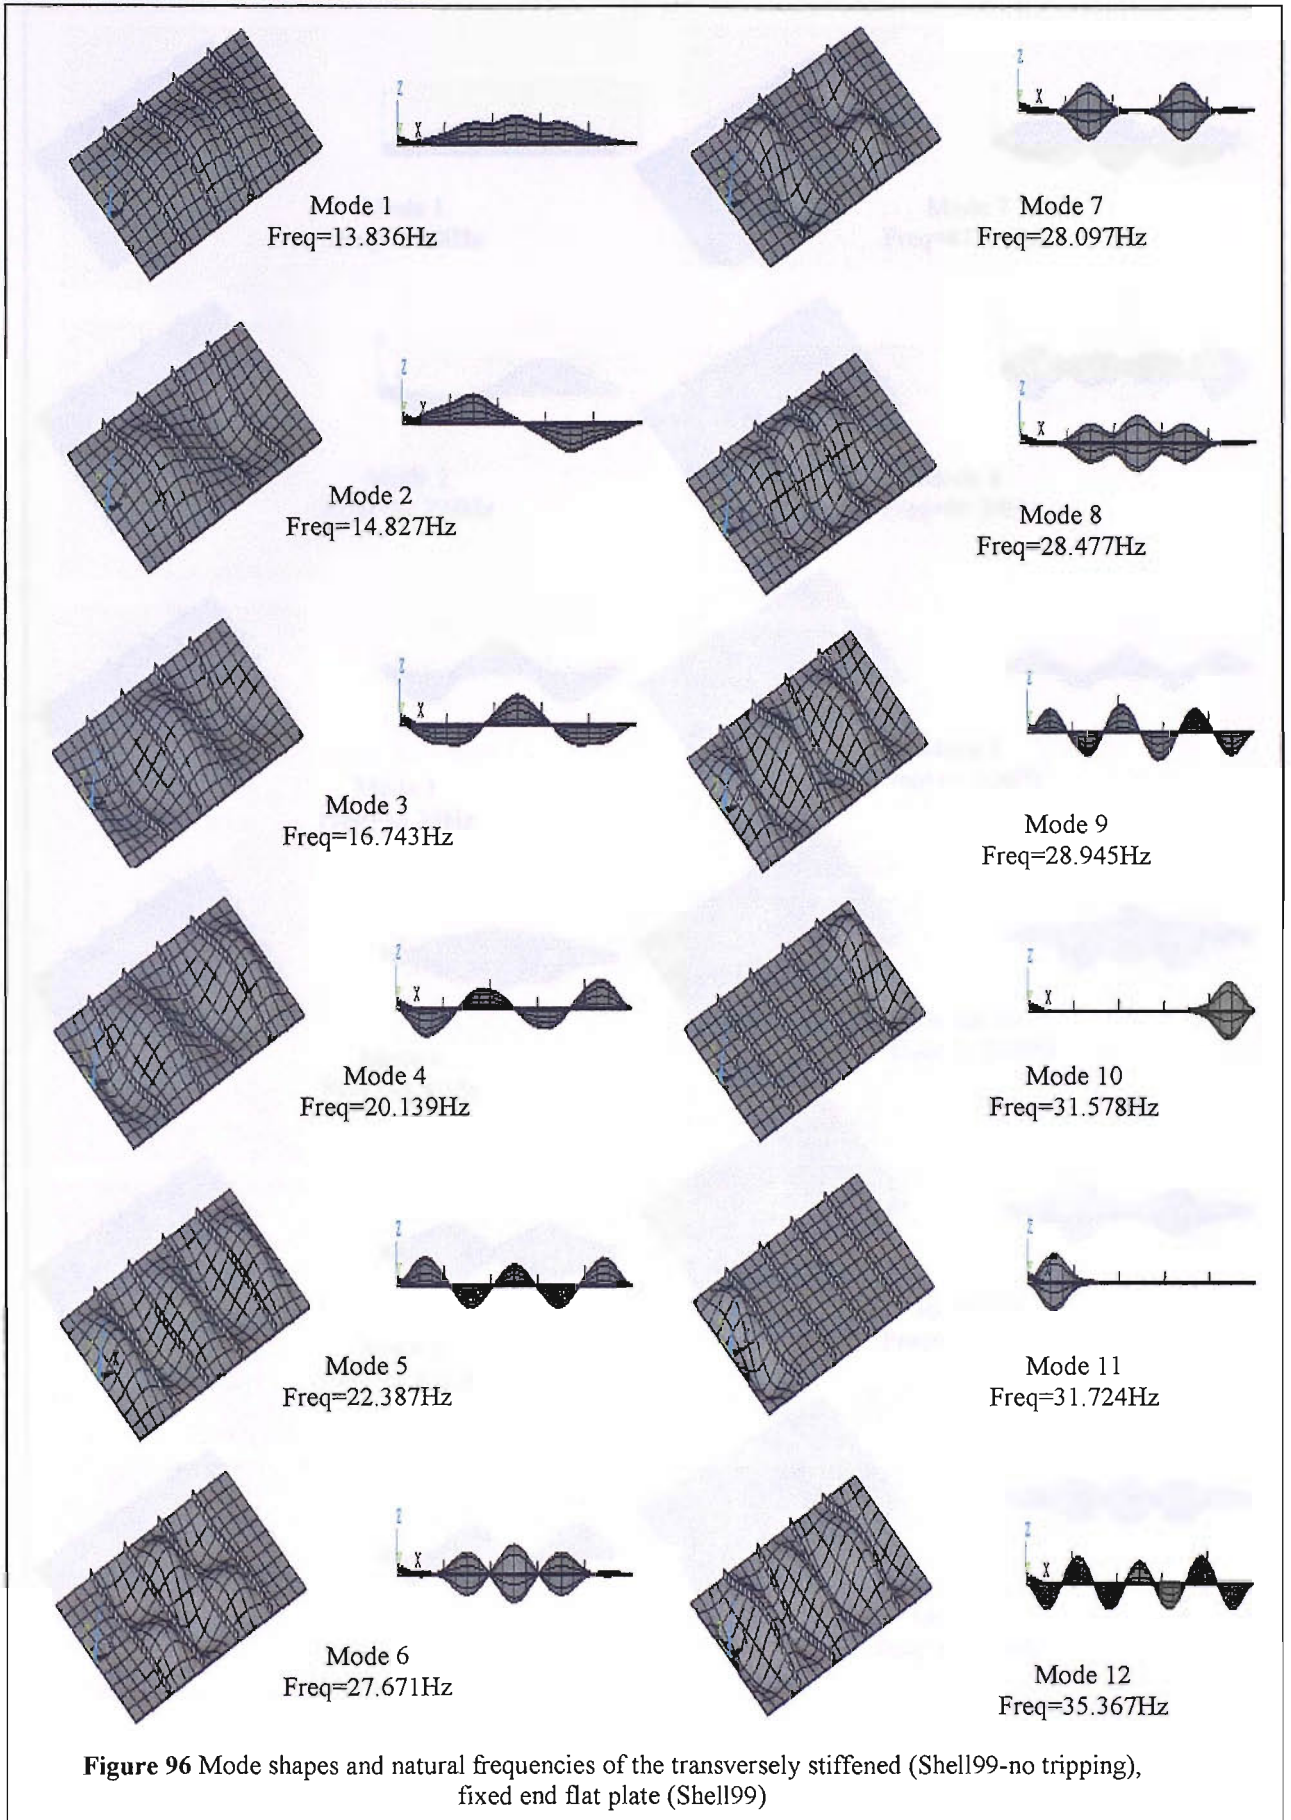 Z
X
Mode 1
Freq=13.836Hz
Z
X
Mode 2
Freq=14.827Hz
Z
X
Mode 3
Freq=16.743Hz
Z
X
Mode 4
Freq=20.139Hz
Z
X
Mode 5
Freq=22.387Hz
Z
X
Mode 6
Freq=27.671Hz
Z
X
Mode 7
Freq=28.097Hz
Z
X
Mode 8
Freq=28.477Hz
Z
Mode 9
Freq=28.945Hz
Z
X
Mode 10
Freq=31.578Hz
Z
Mode 11
Freq=31.724Hz
Z
X
Mode 12
Freq=35.367Hz
Figure 96 Mode shapes and natural frequencies of the transversely stiffened (Shell99-no tripping),
fixed end flat plate (Shell99)